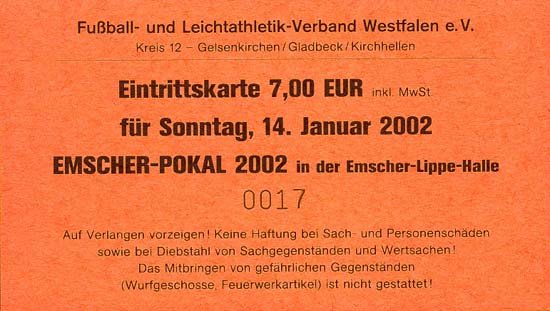 Fußball- und Leichtathletik-Verband Westfalen e.V.
Kreis 12 – Gelsenkirchen/Gladbeck/Kirchhellen
Eintrittskarte 7,00 EUR inkl. MwSt
für Sonntag, 14. Januar 2002
EMSCHER-POKAL 2002 in der Emscher-Lippe-Halle
0017
Auf Verlangen vorzeigen! Keine Haftung bei Sach- und Personenschäden
sowie bei Diebstahl von Sachgegenständen und Wertsachen!
Das Mitbringen von gefährlichen Gegenständen
(Wurfgeschosse, Feuerwerkartikel) ist nicht gestattet!